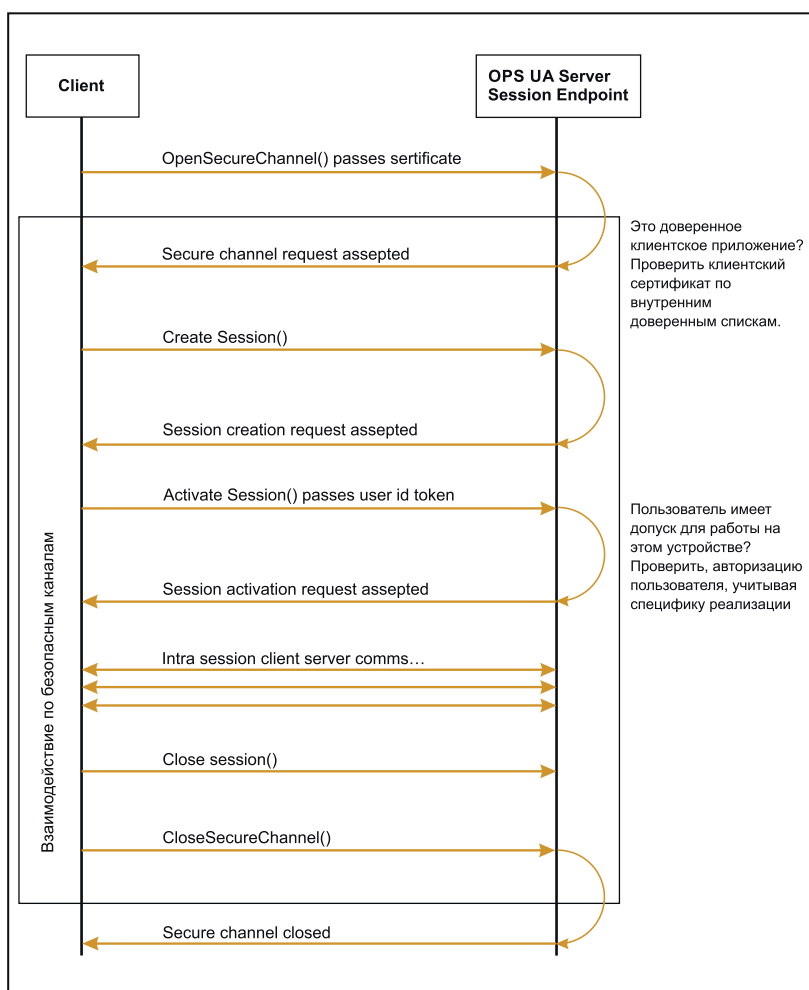 Client
OPS UA Server
Session Endpoint
OpenSecureChannel() passes sertificate
Это доверенное
клиентское приложение?
Проверить клиентский
сертификат по
внутренним
доверенным спискам.
Secure channel request assepted
Create Session()
Session creation request assepted
Activate Session() passes user id token
Пользователь имеет
допуск для работы на
этом устройстве?
Проверить, авторизацию
пользователя, учитывая
специфику реализации
Session activation request assepted
Intra session client server comms…
Close session()
CloseSecureChannel()
Secure channel closed
Взаимодействие по безопасным каналам